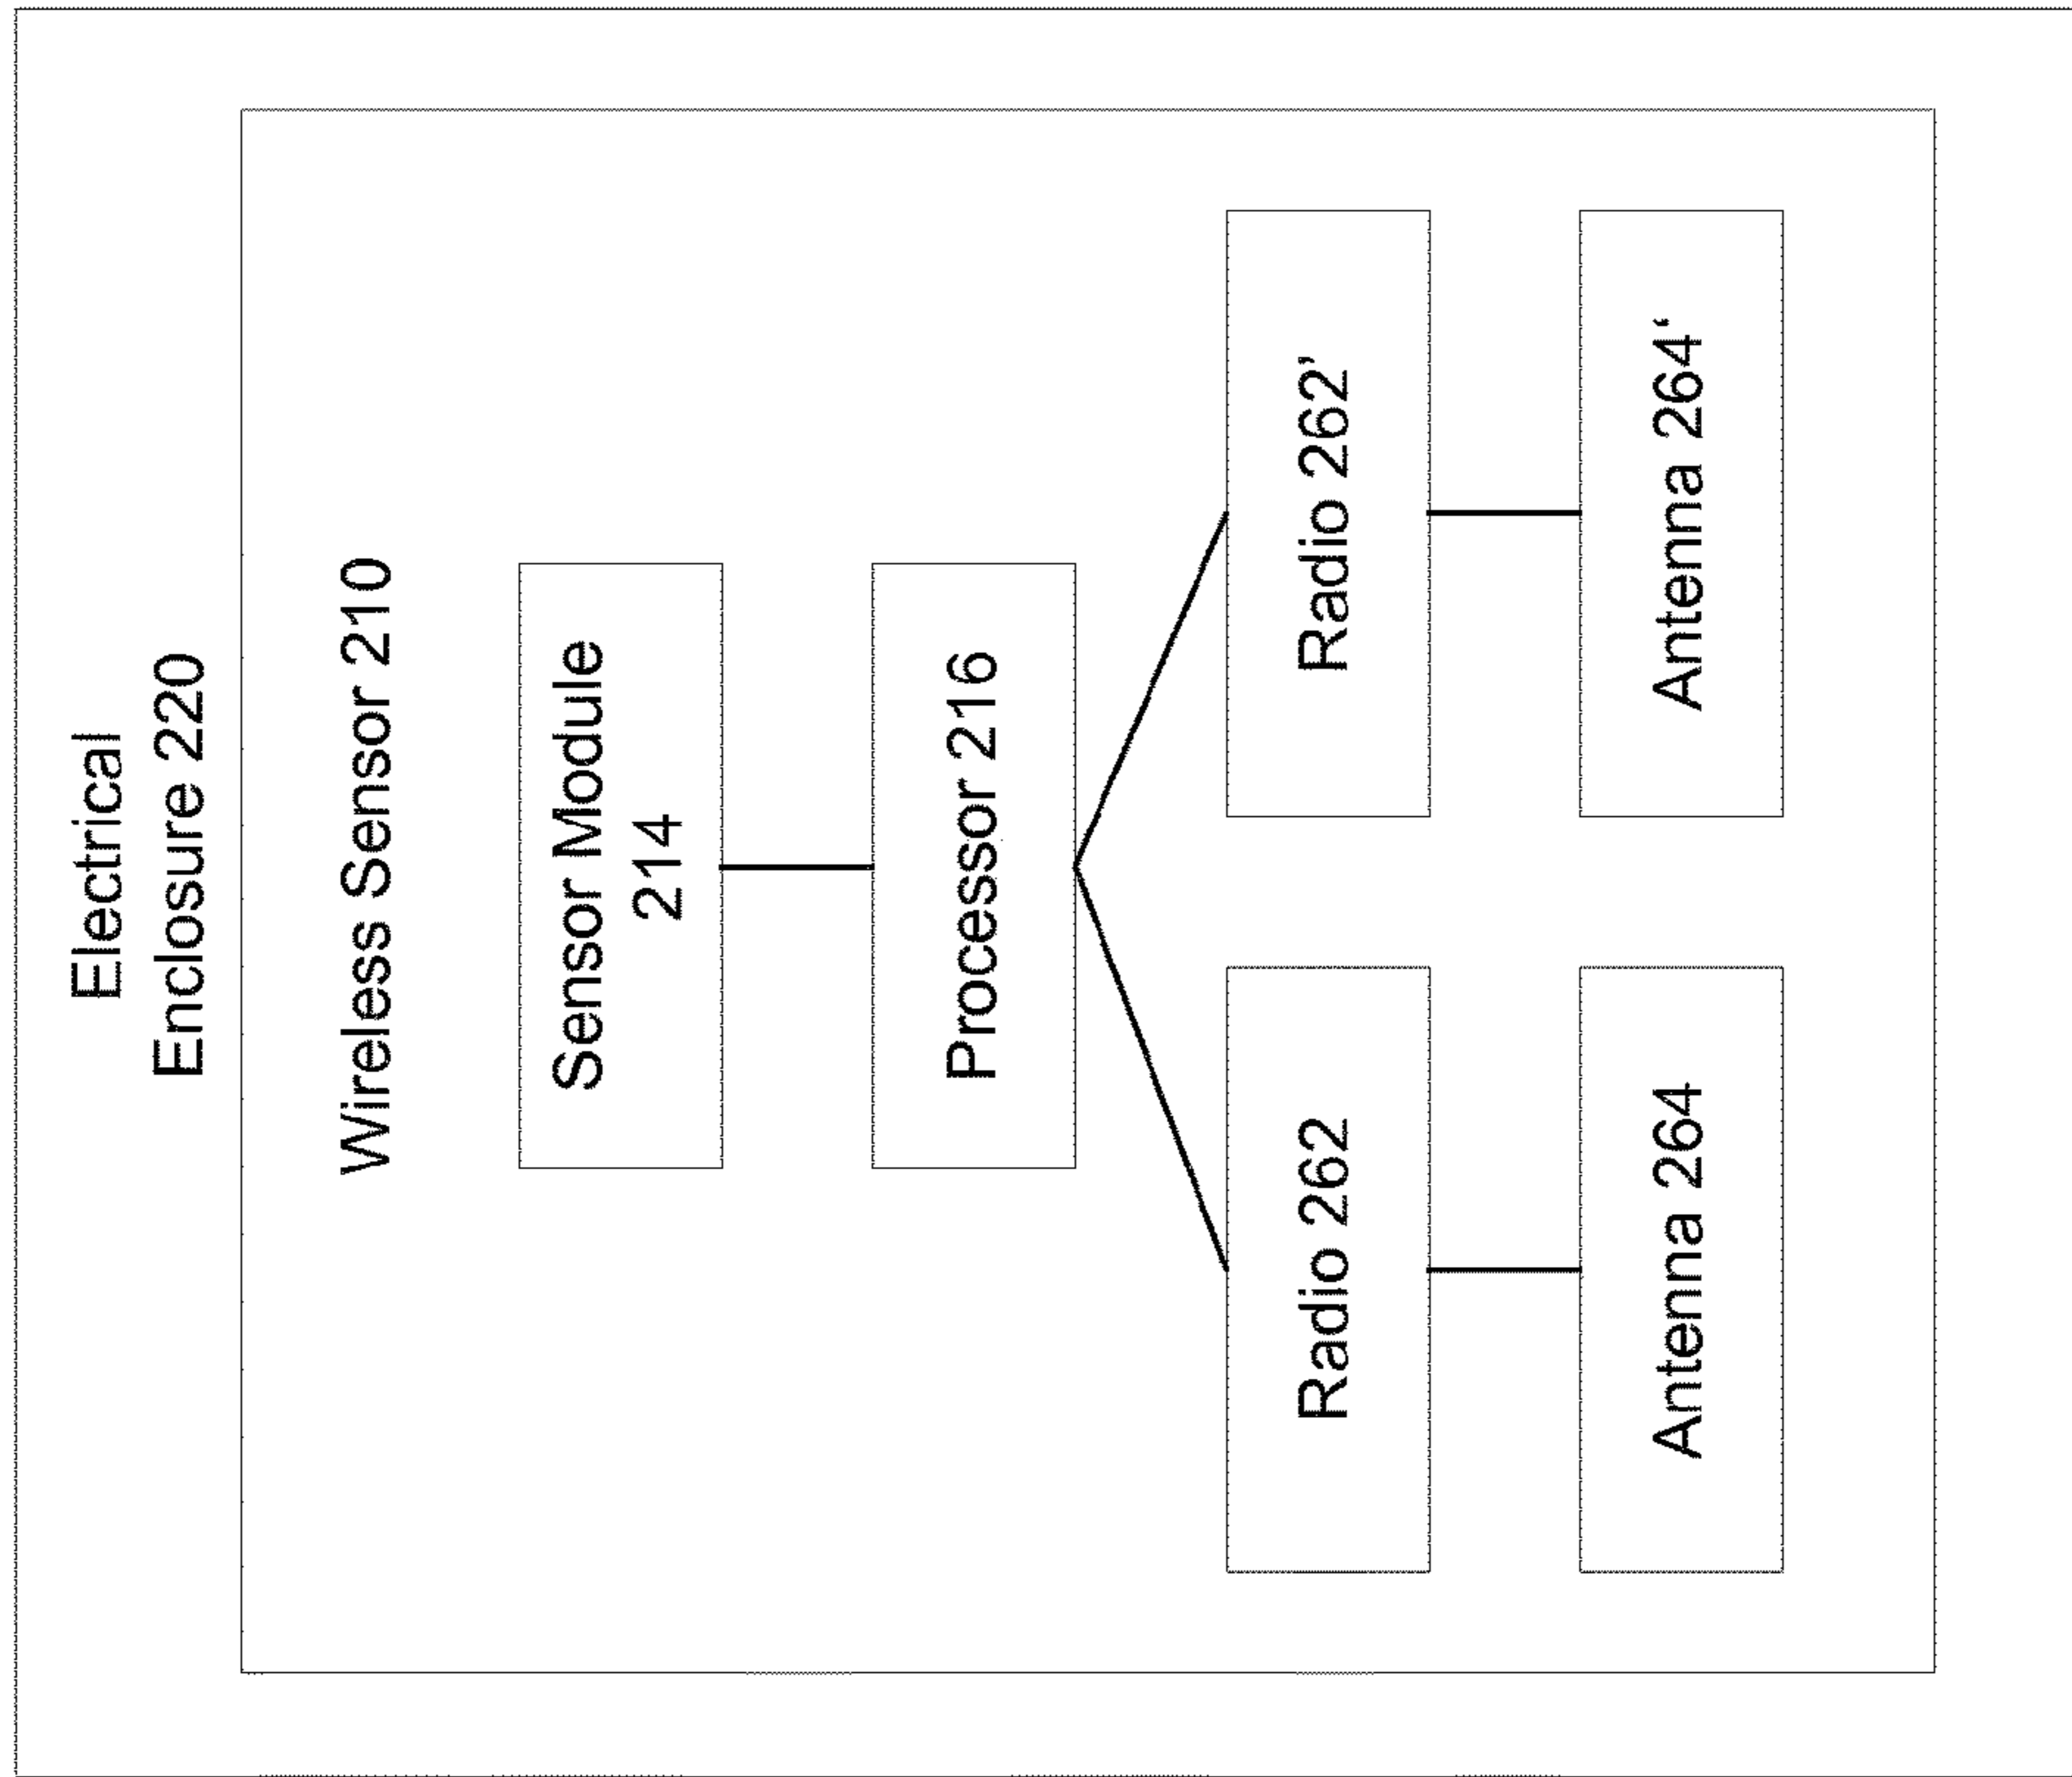 Electrical
Enclosure 220
Wireless Sensor 210
Sensor Module
214
Processor 216
Radio 262
Radio 262’
Antenna 264
Antenna 264‘